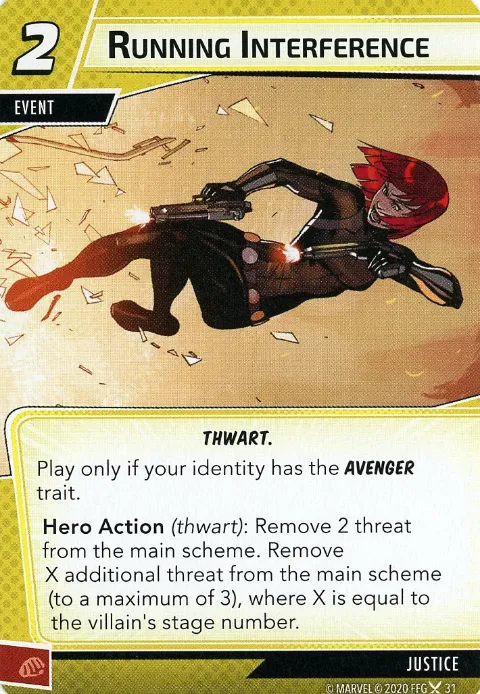 2
RUNNING INTERFERENCE
EVENT
THWART.
Play only if your identity has the AVENGER
trait.
Hero Action (thwart): Remove 2 threat
from the main scheme. Remove
X additional threat from the main scheme
(to a maximum of 3), where X is equal to
the villain's stage number.
JUSTICE
© MARVEL © 2020 FFG 31